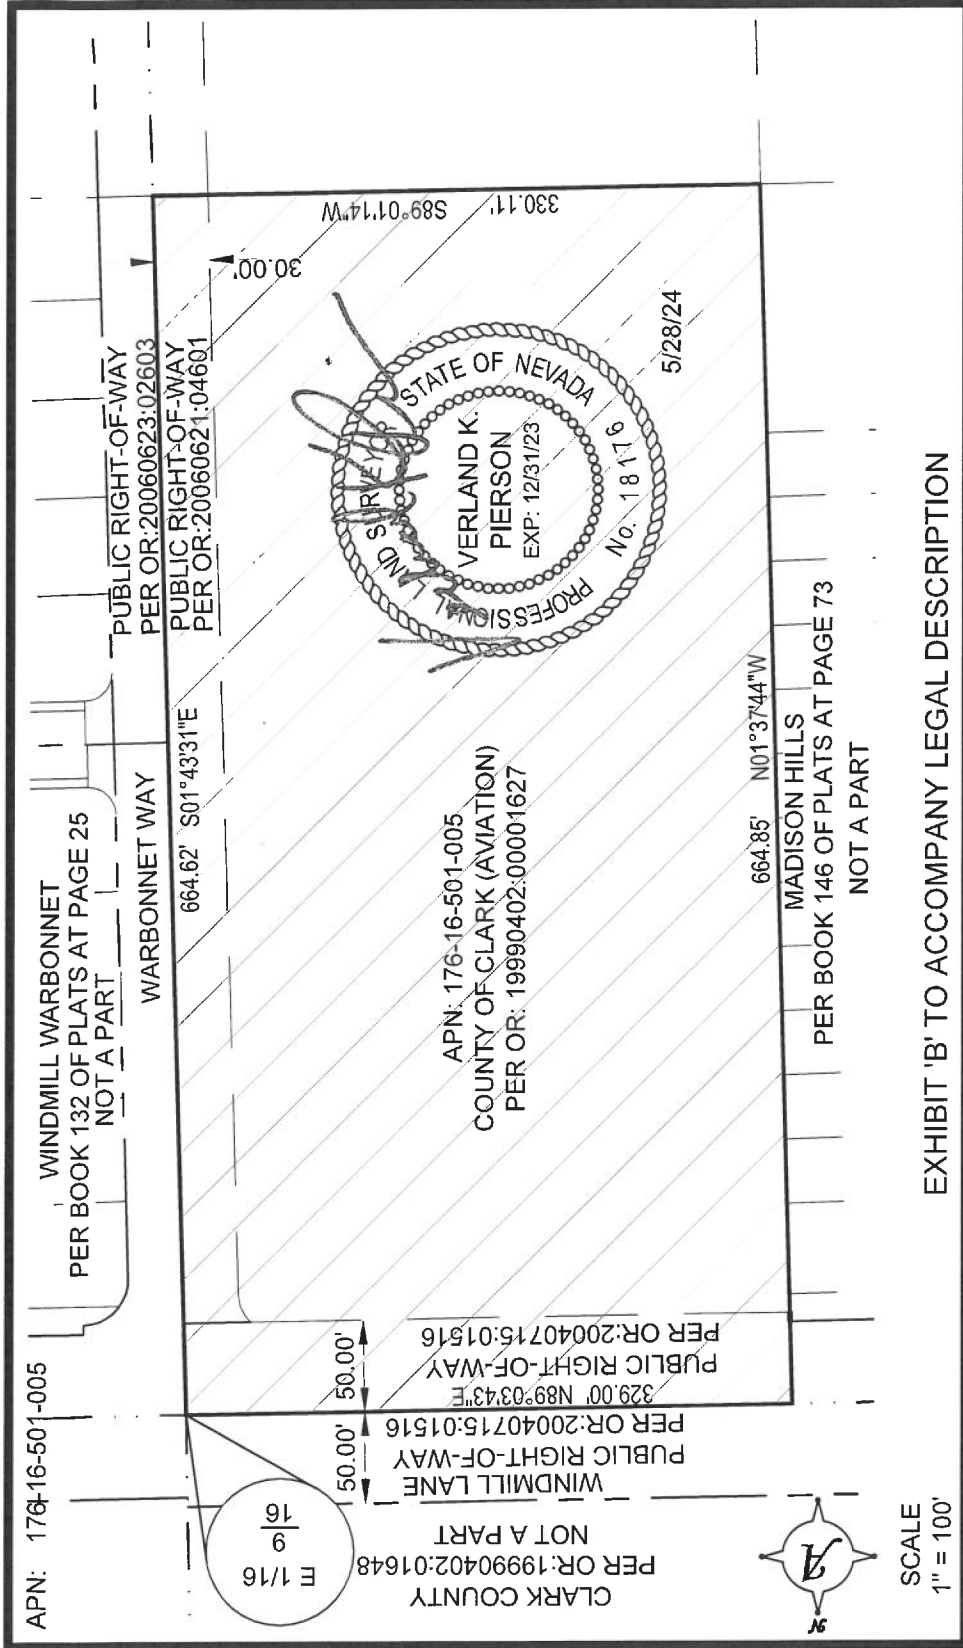 APN: 176-16-501-005
WINDMILL WARBONNET
PER BOOK 132 OF PLATS AT PAGE 25
NOT A PART
WARBONNET WAY
PUBLIC RIGHT-OF-WAY
PER OR:20060623:02603
PUBLIC RIGHT-OF-WAY
PER OR:20060621:04601
664.62' S01°43'31"E
30.00'
S89°01'14"W
330.11'
E 1/16
9
16
50.00'
50.00'
CLARK COUNTY
PER OR:19990402:01648
NOT A PART
WINDMILL LANE
PUBLIC RIGHT-OF-WAY
PER OR:20040715:01516
329.00' N89°03'43"E
PUBLIC RIGHT-OF-WAY
PER OR:20040715:01516
APN: 176-16-501-005
COUNTY OF CLARK (AVIATION)
PER OR: 19990402:00001627
PROFESSIONAL LAND SURVEYOR
STATE OF NEVADA
VERLAND K.
PIERSON
EXP: 12/31/23
No. 18176
5/28/24
664.85' N01°37'44"W
MADISON HILLS
PER BOOK 146 OF PLATS AT PAGE 73
NOT A PART
N
SCALE
1" = 100'
EXHIBIT 'B' TO ACCOMPANY LEGAL DESCRIPTION